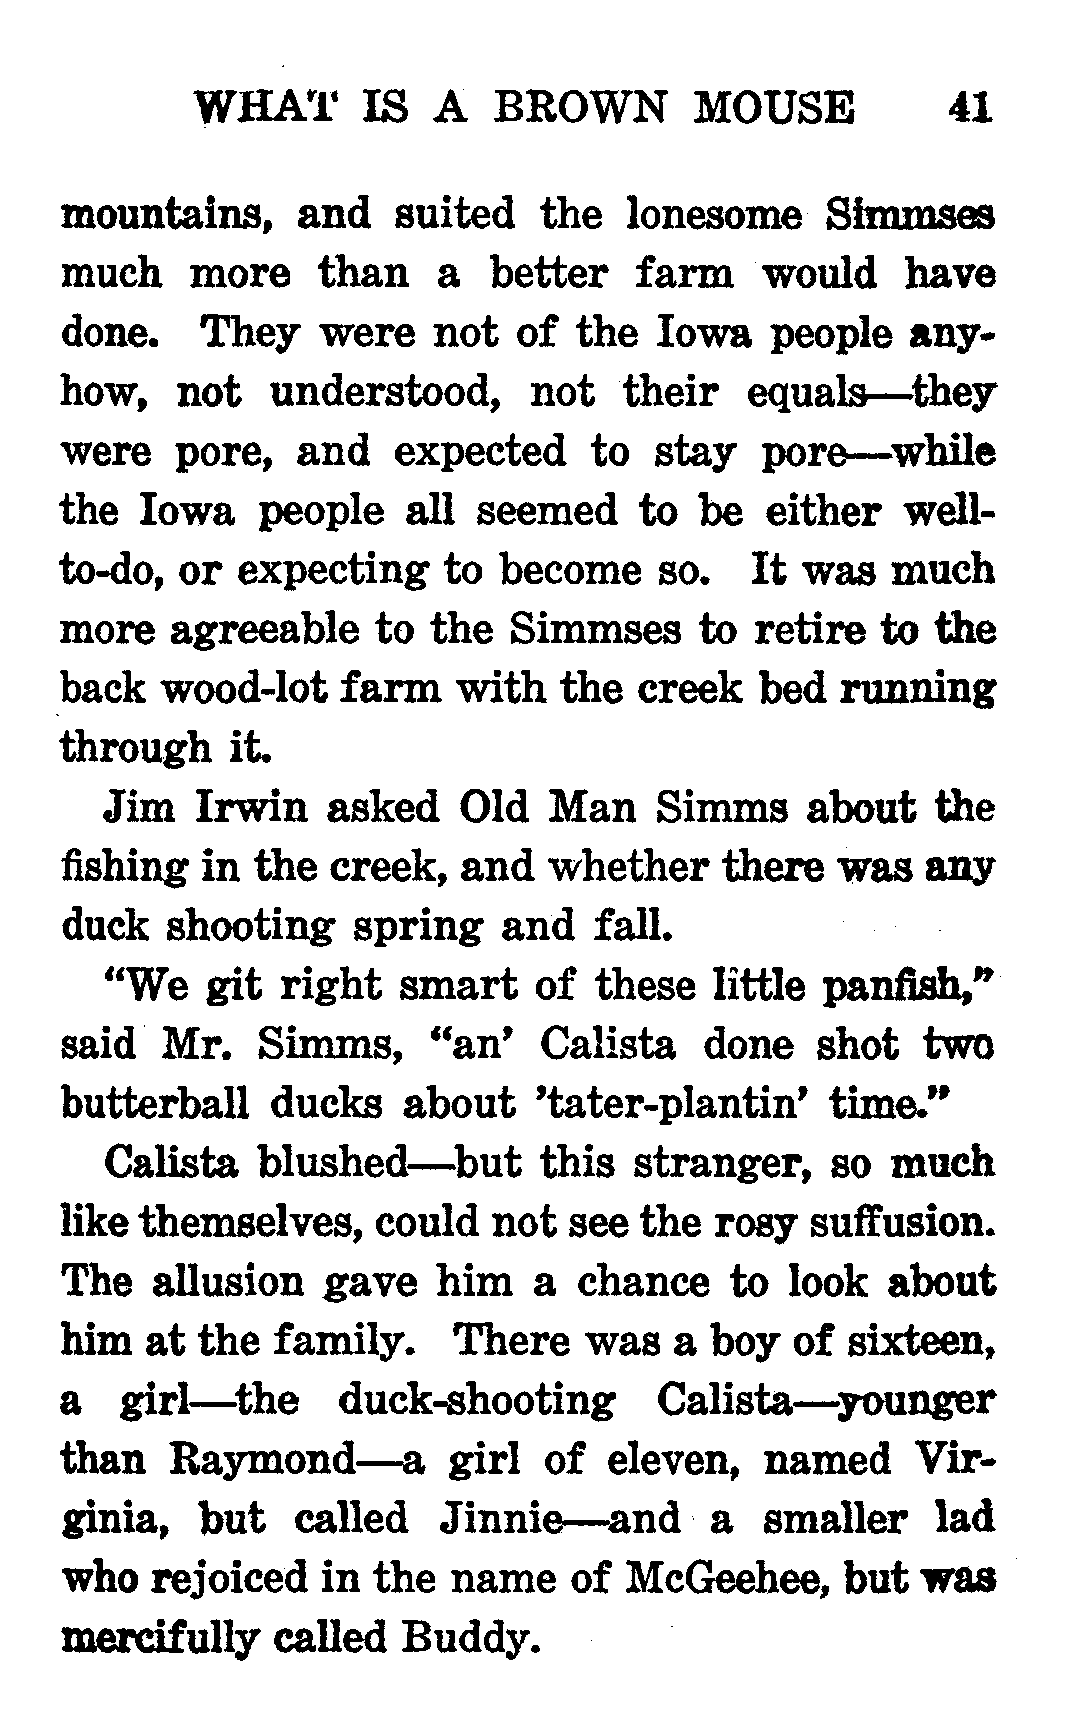 WHAT IS A BROWN MOUSE 41
mountains, and suited the lonesome Simmses
much more than a better farm would have
done. They were not of the Iowa people any-
how, not understood, not their equals—they
were pore, and expected to stay pore—while
the Iowa people all seemed to be either well-
to-do, or expecting to become so. It was much
more agreeable to the Simmses to retire to the
back wood-lot farm with the creek bed running
through it.
Jim Irwin asked Old Man Simms about the
fishing in the creek, and whether there was any
duck shooting spring and fall.
“We git right smart of these little panfish,”
said Mr. Simms, “an’ Calista done shot two
butterball ducks about ’tater-plantin’ time.”
Calista blushed—but this stranger, so much
like themselves, could not see the rosy suffusion.
The allusion gave him a chance to look about
him at the family. There was a boy of sixteen,
a girl—the duck-shooting Calista—younger
than Raymond—a girl of eleven, named Vir-
ginia, but called Jinnie—and a smaller lad
who rejoiced in the name of McGeehee, but was
mercifully called Buddy.